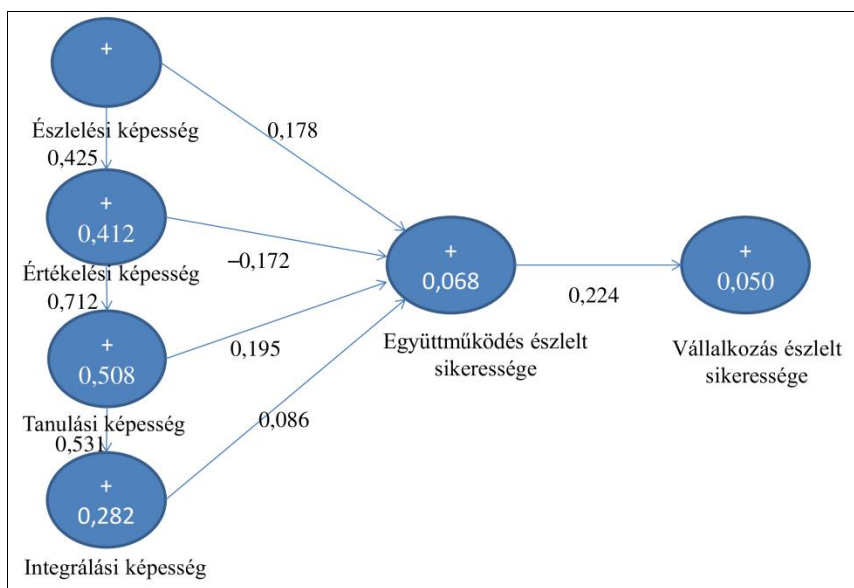 +
Észlelési képesség
0,178
0,425
+
0,412
–0,172
Értékelési képesség
0,712
+
0,068
0,224
+
0,050
Együttműködés észlelt
sikeressége
Vállalkozás észlelt
sikeressége
+
0,508
0,195
Tanulási képesség
0,531
0,086
+
0,282
Integrálási képesség